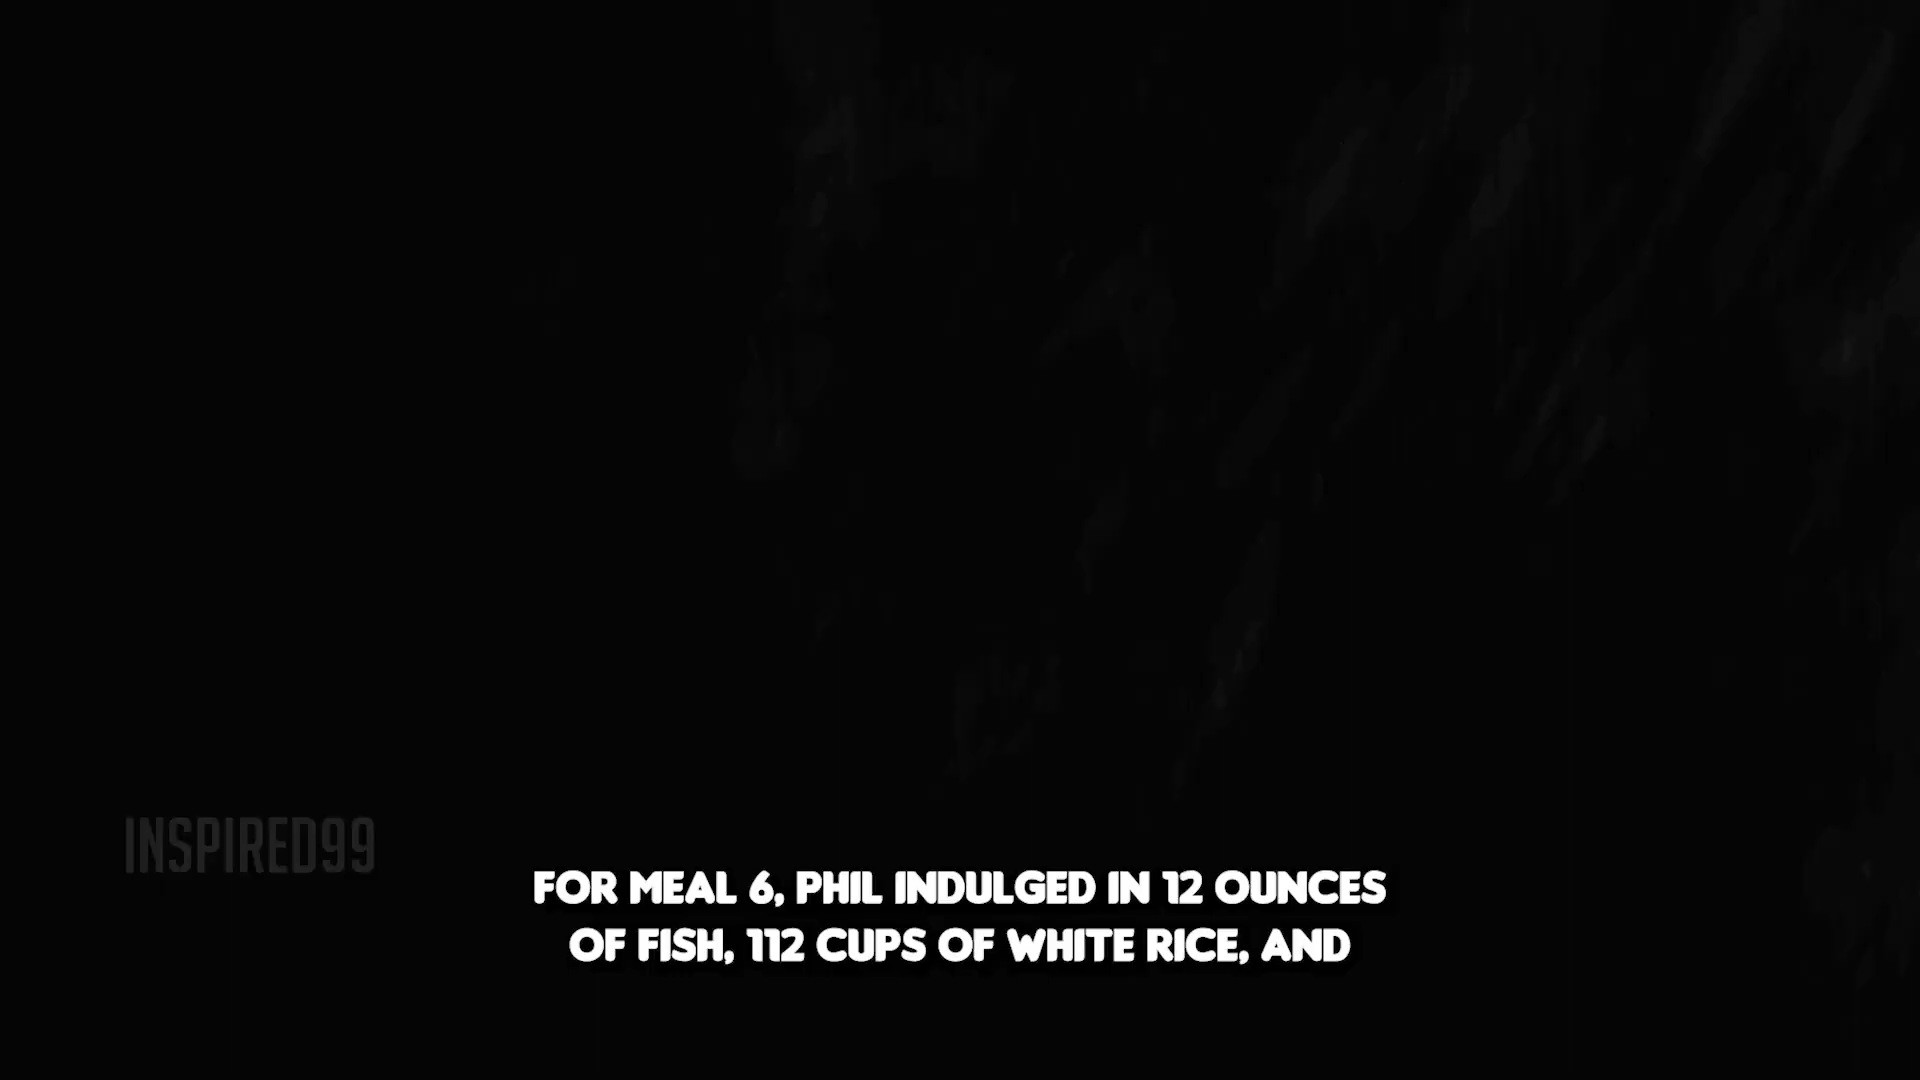 INSPIRED99
FOR MEAL 6, PHIL INDULGED IN 12 OUNCES
OF FISH, 112 CUPS OF WHITE RICE, AND